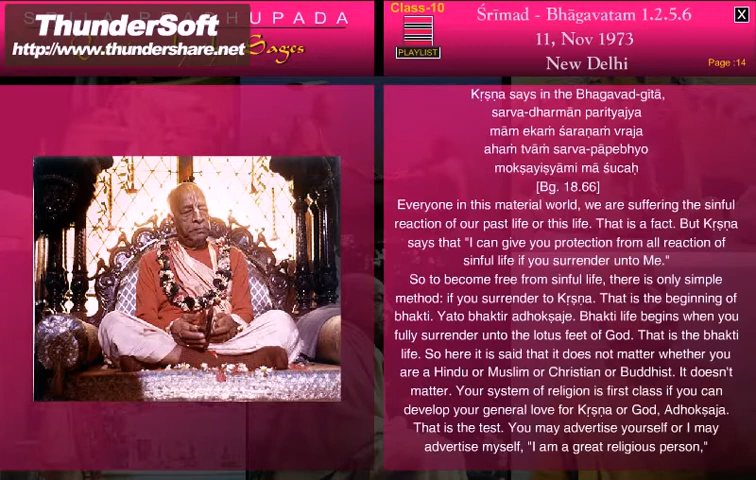 ThunderSoft
http://www.thundershare.net
PADA
Sages
Class-10
PLAYLIST
Śrīmad - Bhāgavatam 1.2.5.6
11, Nov 1973
New Delhi
X
Page :14
Kṛṣṇa says in the Bhagavad-gītā,
sarva-dharmān parityajya
mām ekaṁ śaraṇaṁ vraja
ahaṁ tvāṁ sarva-pāpebhyo
mokṣayiṣyāmi mā śucaḥ
[Bg. 18.66]
Everyone in this material world, we are suffering the sinful
reaction of our past life or this life. That is a fact. But Kṛṣṇa
says that "I can give you protection from all reaction of
sinful life if you surrender unto Me."
So to become free from sinful life, there is only simple
method: if you surrender to Kṛṣṇa. That is the beginning of
bhakti. Yato bhaktir adhokṣaje. Bhakti life begins when you
fully surrender unto the lotus feet of God. That is the bhakti
life. So here it is said that it does not matter whether you
are a Hindu or Muslim or Christian or Buddhist. It doesn't
matter. Your system of religion is first class if you can
develop your general love for Kṛṣṇa or God, Adhokṣaja.
That is the test. You may advertise yourself or I may
advertise myself, "I am a great religious person,"